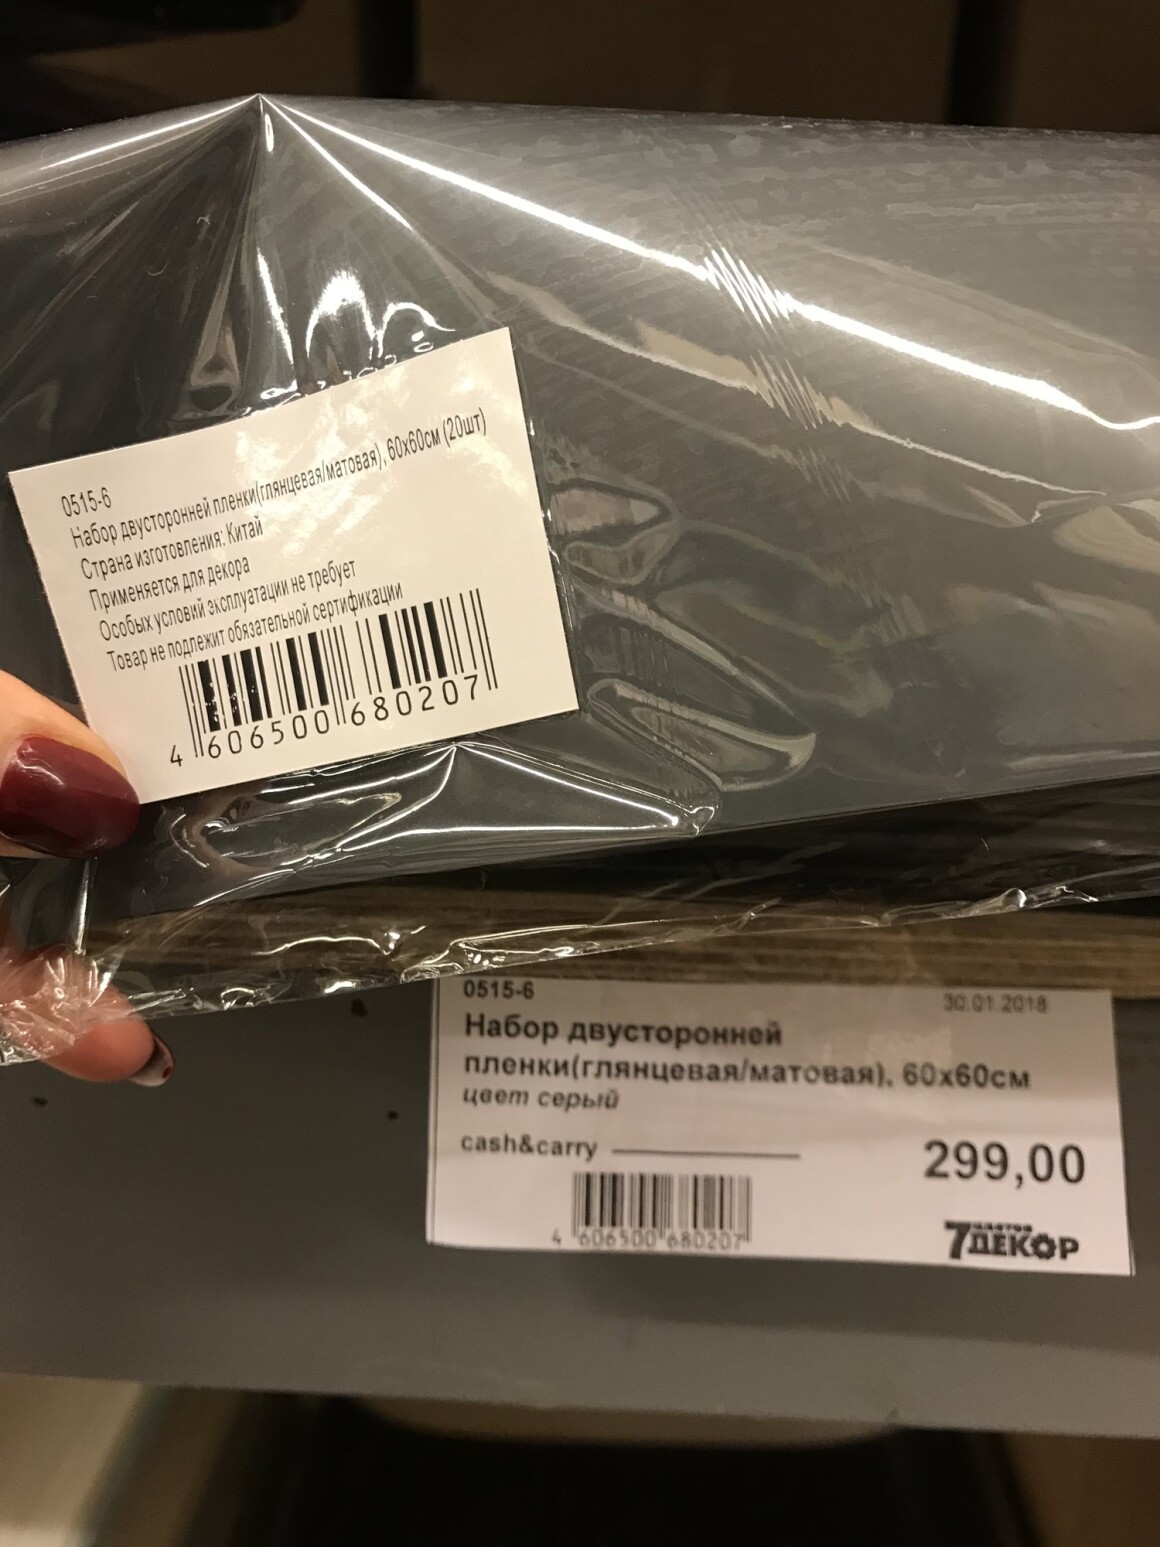 0515-6
Набор двусторонней пленки(глянцевая/матовая), 60х60см (20шт)
Страна изготовления: Китай
Применяется для декора
Особых условий эксплуатации не требует
Товар не подлежит обязательной сертификации
4 606500 680207
0515-6
30.01.2018
Набор двусторонней
пленки(глянцевая/матовая), 60х60см
цвет серый
cash&carry
299,00
4 606500 680207
7 ЦВЕТОВ
ДЕКОР